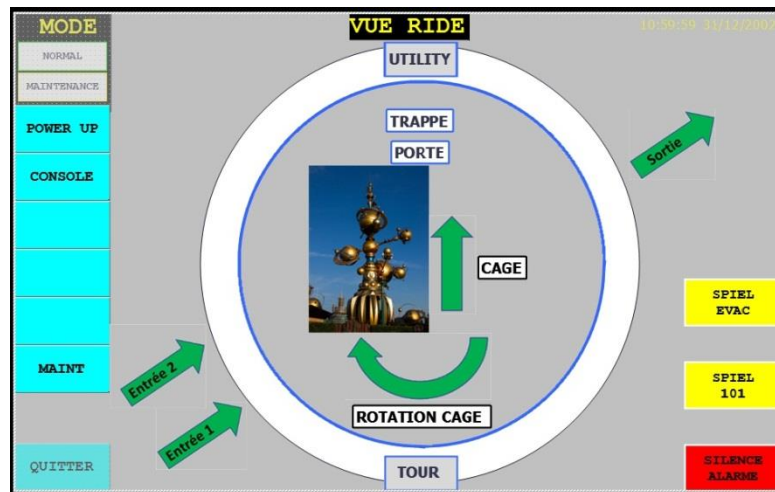 MODE
VUE RIDE
10:59:59 31/12/2002
NORMAL
MAINTENANCE
POWER UP
CONSOLE
MAINT
QUITTER
UTILITY
TRAPPE
PORTE
CAGE
ROTATION CAGE
TOUR
Entrée 2
Entrée 1
Sortie
SPIEL
EVAC
SPIEL
101
SILENCE
ALARME